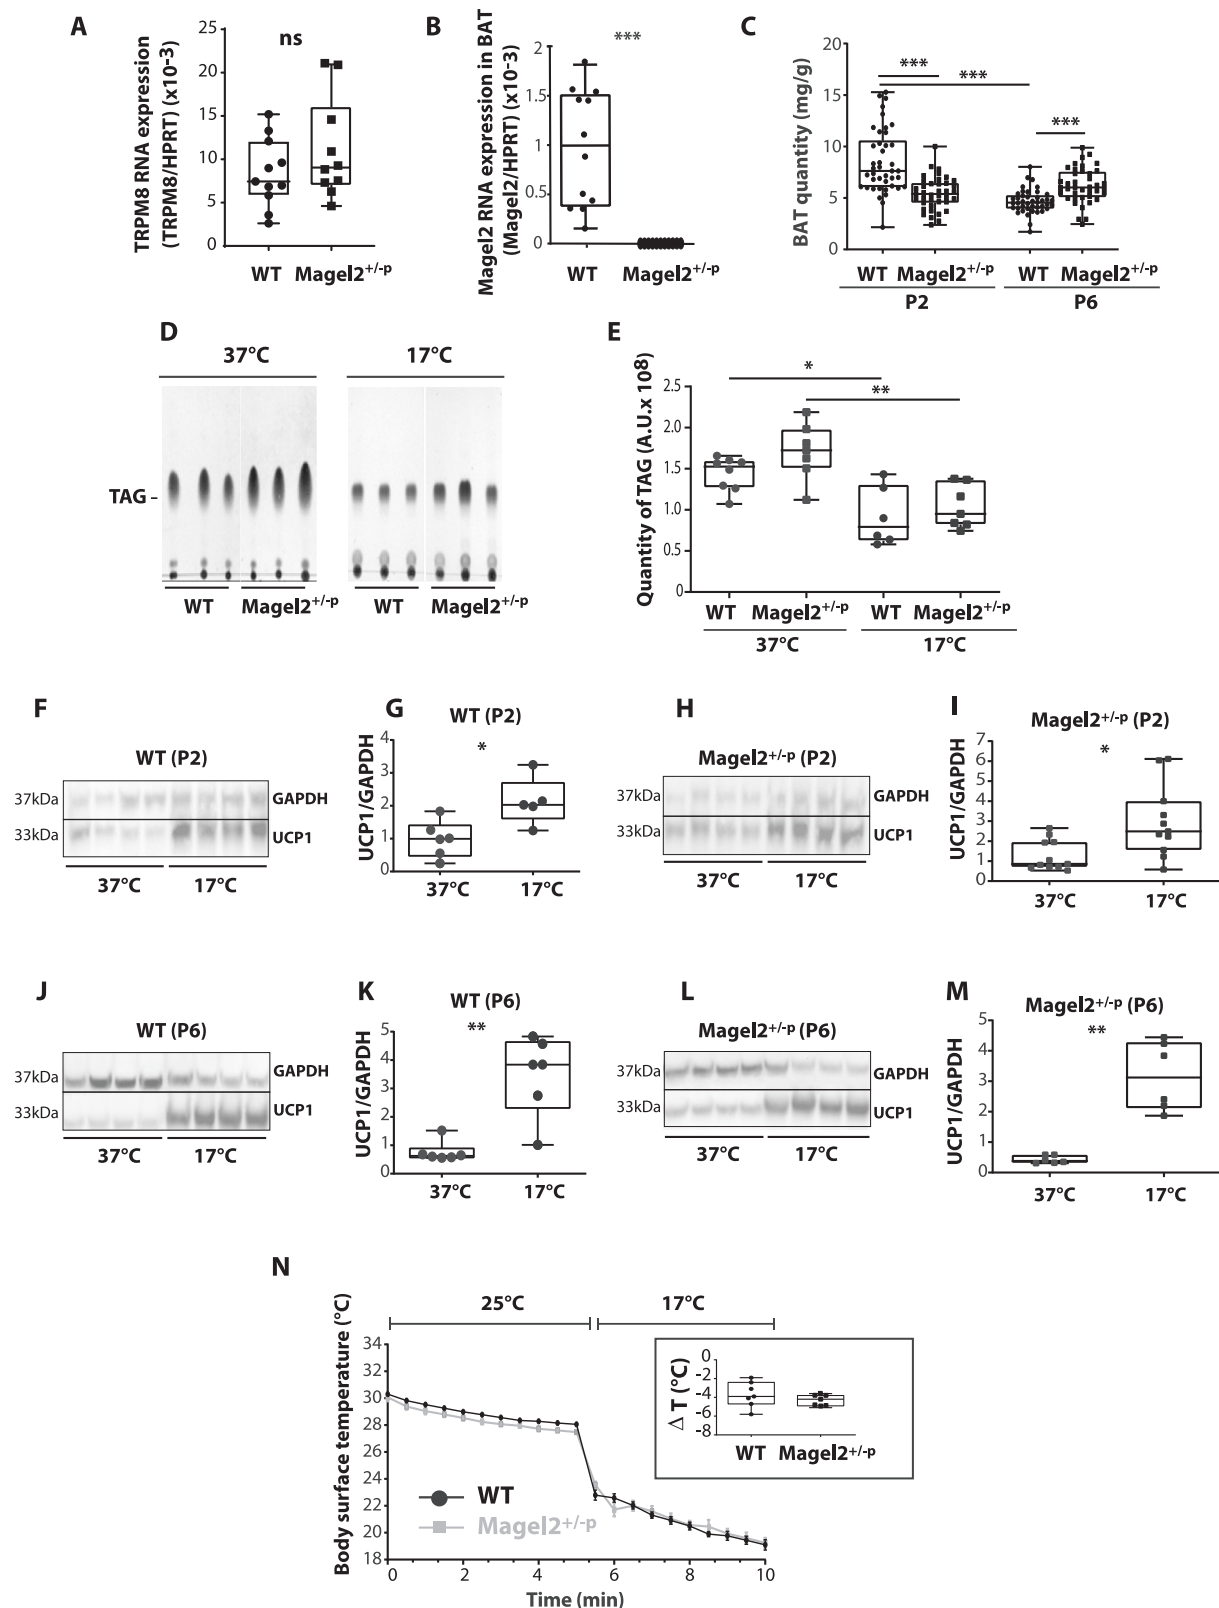 A
TRPM8 RNA expression
(TRPM8/HPRT) (x10-3)
25
20
15
10
5
0
ns
WT Magel2+/-p
B
Magel2 RNA expression in BAT
(Magel2/HPRT) (x10-3)
2
1.5
1
0.5
0
***
WT Magel2+/-p
C
BAT quantity (mg/g)
20
15
10
5
0
***
***
***
WT Magel2+/-p WT Magel2+/-p
P2 P6
D
37°C 17°C
TAG -
WT Magel2+/-p WT Magel2+/-p
E
Quantity of TAG (A.U.x 108)
2.5
2.0
1.5
1.0
0.5
0
*
**
WT Magel2+/-p WT Magel2+/-p
37°C 17°C
F
WT (P2)
37kDa GAPDH
33kDa UCP1
37°C 17°C
G
WT (P2)
UCP1/GAPDH
4
3
2
1
0
*
37°C 17°C
H
Magel2+/-p (P2)
37kDa GAPDH
33kDa UCP1
37°C 17°C
I
Magel2+/-p (P2)
UCP1/GAPDH
7
6
5
4
3
2
1
0
*
37°C 17°C
J
WT (P6)
37kDa GAPDH
33kDa UCP1
37°C 17°C
K
WT (P6)
UCP1/GAPDH
5
4
3
2
1
0
**
37°C 17°C
L
Magel2+/-p (P6)
37kDa GAPDH
33kDa UCP1
37°C 17°C
M
Magel2+/-p (P6)
UCP1/GAPDH
5
4
3
2
1
0
**
37°C 17°C
N
25°C 17°C
Body surface temperature (°C)
34
32
30
28
26
24
22
20
18
0 2 4 6 8 10
Time (min)
WT
Magel2+/-p
Δ T (°C)
0
-2
-4
-6
-8
WT Magel2+/-p